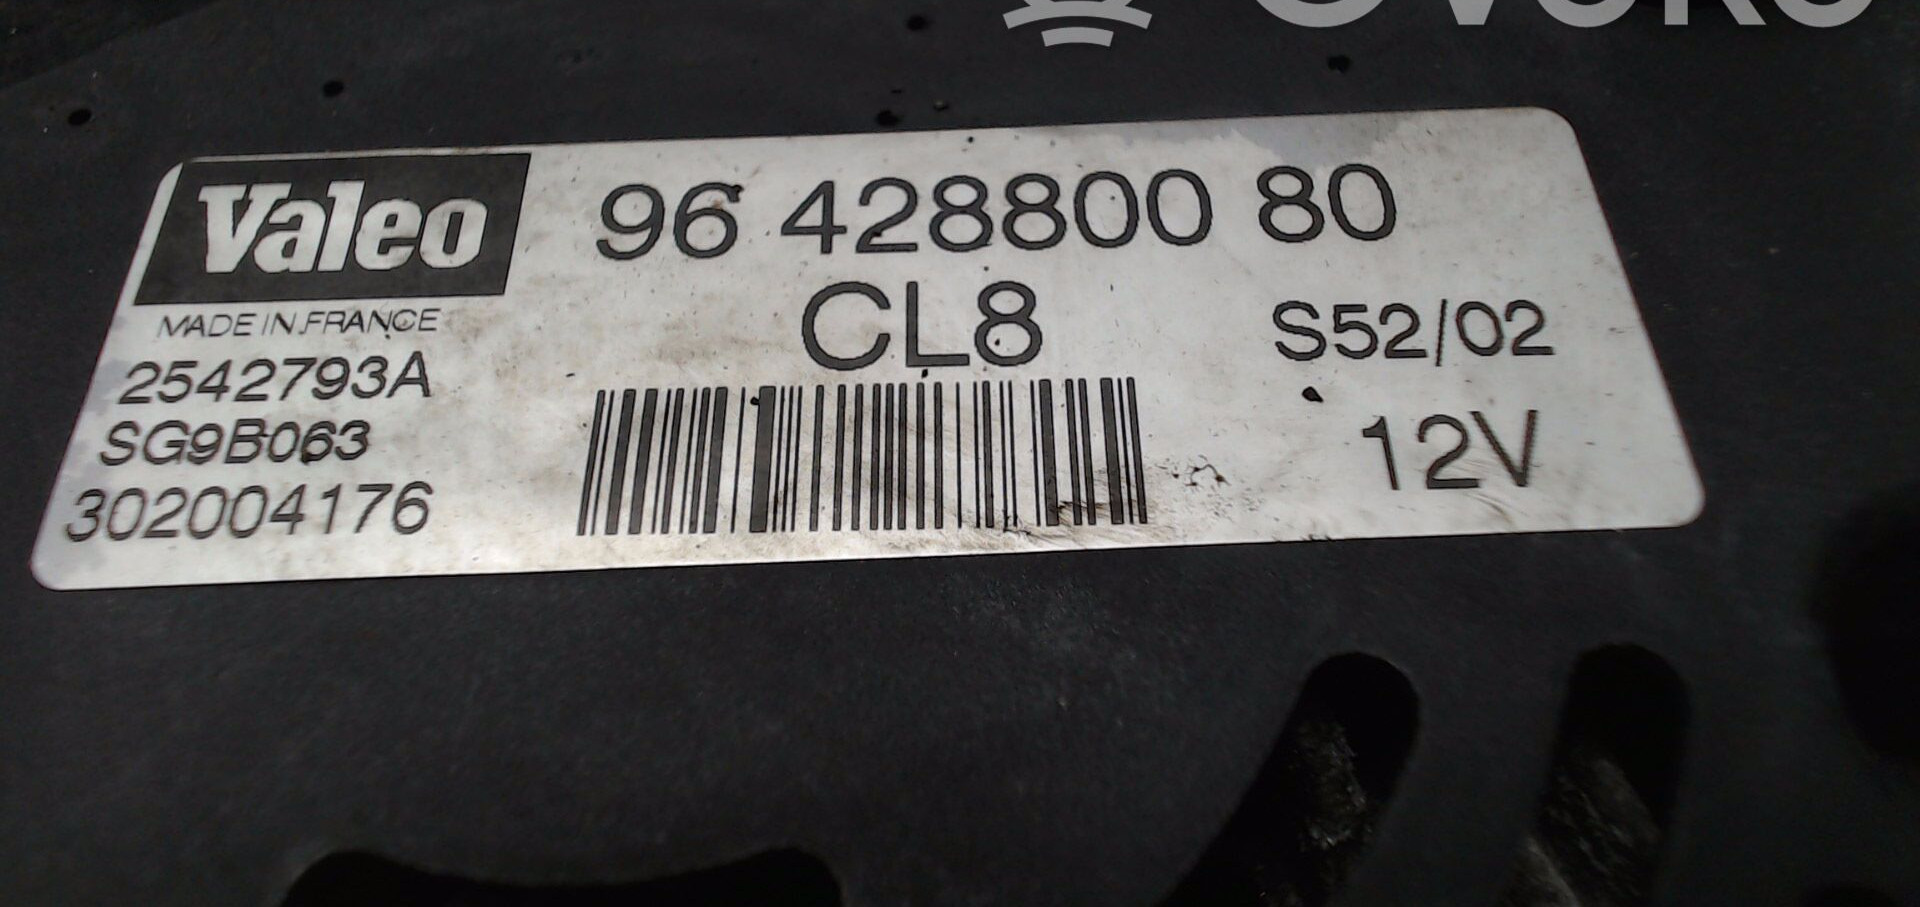 Valeo
96 428800 80
CL8
MADE IN FRANCE
S52/02
2542793A
12V
SG9B063
302004176